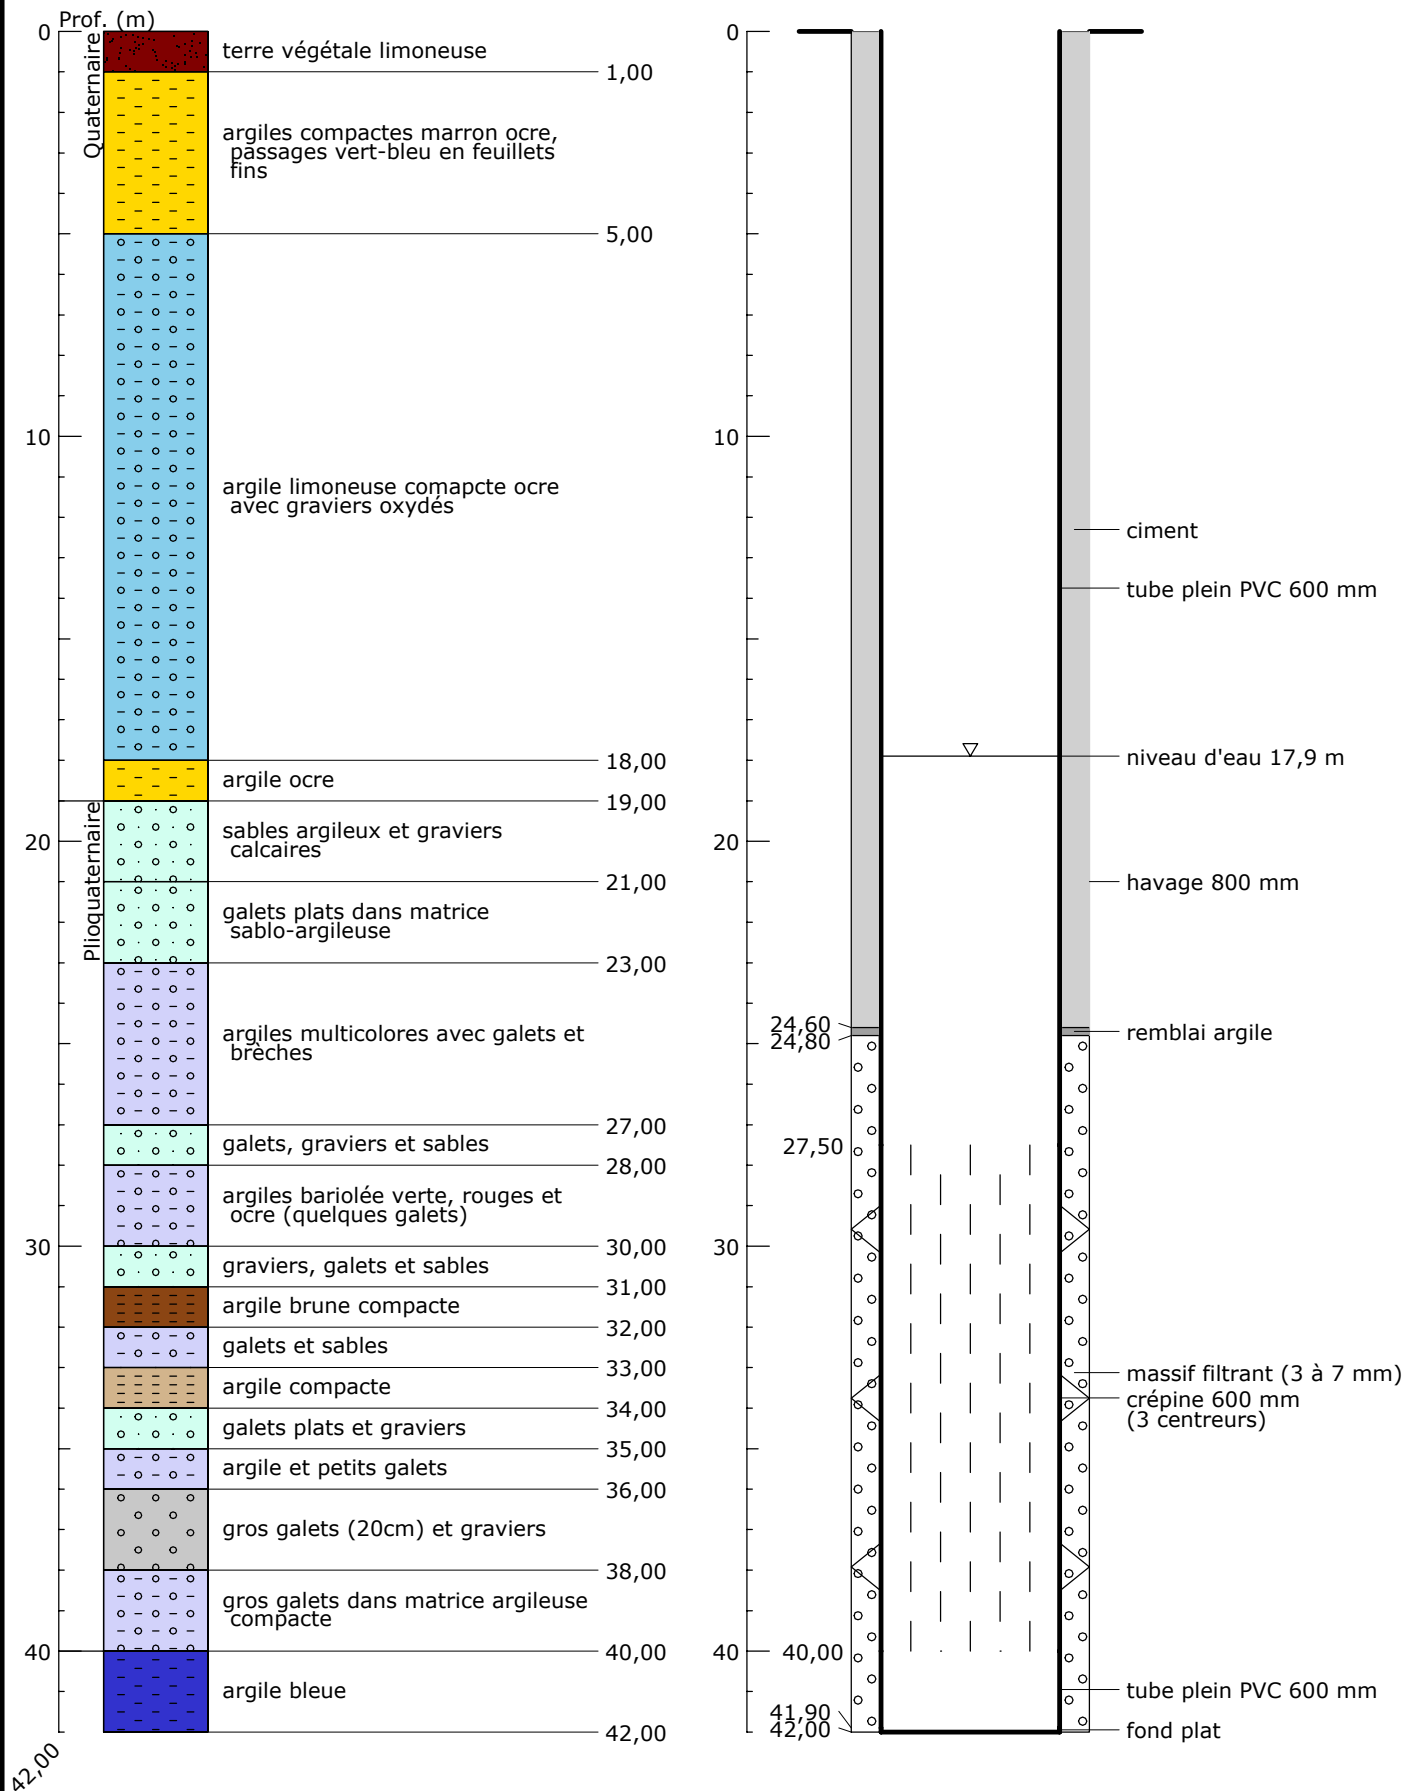 Prof. (m)
0
10
20
30
40
42,00
Quaternaire
Plioquaternaire
terre végétale limoneuse
1,00
argiles compactes marron ocre,
passages vert-bleu en feuillets
fins
5,00
argile limoneuse comapcte ocre
avec graviers oxydés
18,00
argile ocre
19,00
sables argileux et graviers
calcaires
21,00
galets plats dans matrice
sablo-argileuse
23,00
argiles multicolores avec galets et
brèches
27,00
galets, graviers et sables
28,00
argiles bariolée verte, rouges et
ocre (quelques galets)
30,00
graviers, galets et sables
31,00
argile brune compacte
32,00
galets et sables
33,00
argile compacte
34,00
galets plats et graviers
35,00
argile et petits galets
36,00
gros galets (20cm) et graviers
38,00
gros galets dans matrice argileuse
compacte
40,00
argile bleue
42,00
0
10
20
30
40
24,60
24,80
27,50
40,00
41,90
42,00
ciment
tube plein PVC 600 mm
niveau d'eau 17,9 m
havage 800 mm
remblai argile
massif filtrant (3 à 7 mm)
crépine 600 mm
(3 centreurs)
tube plein PVC 600 mm
fond plat